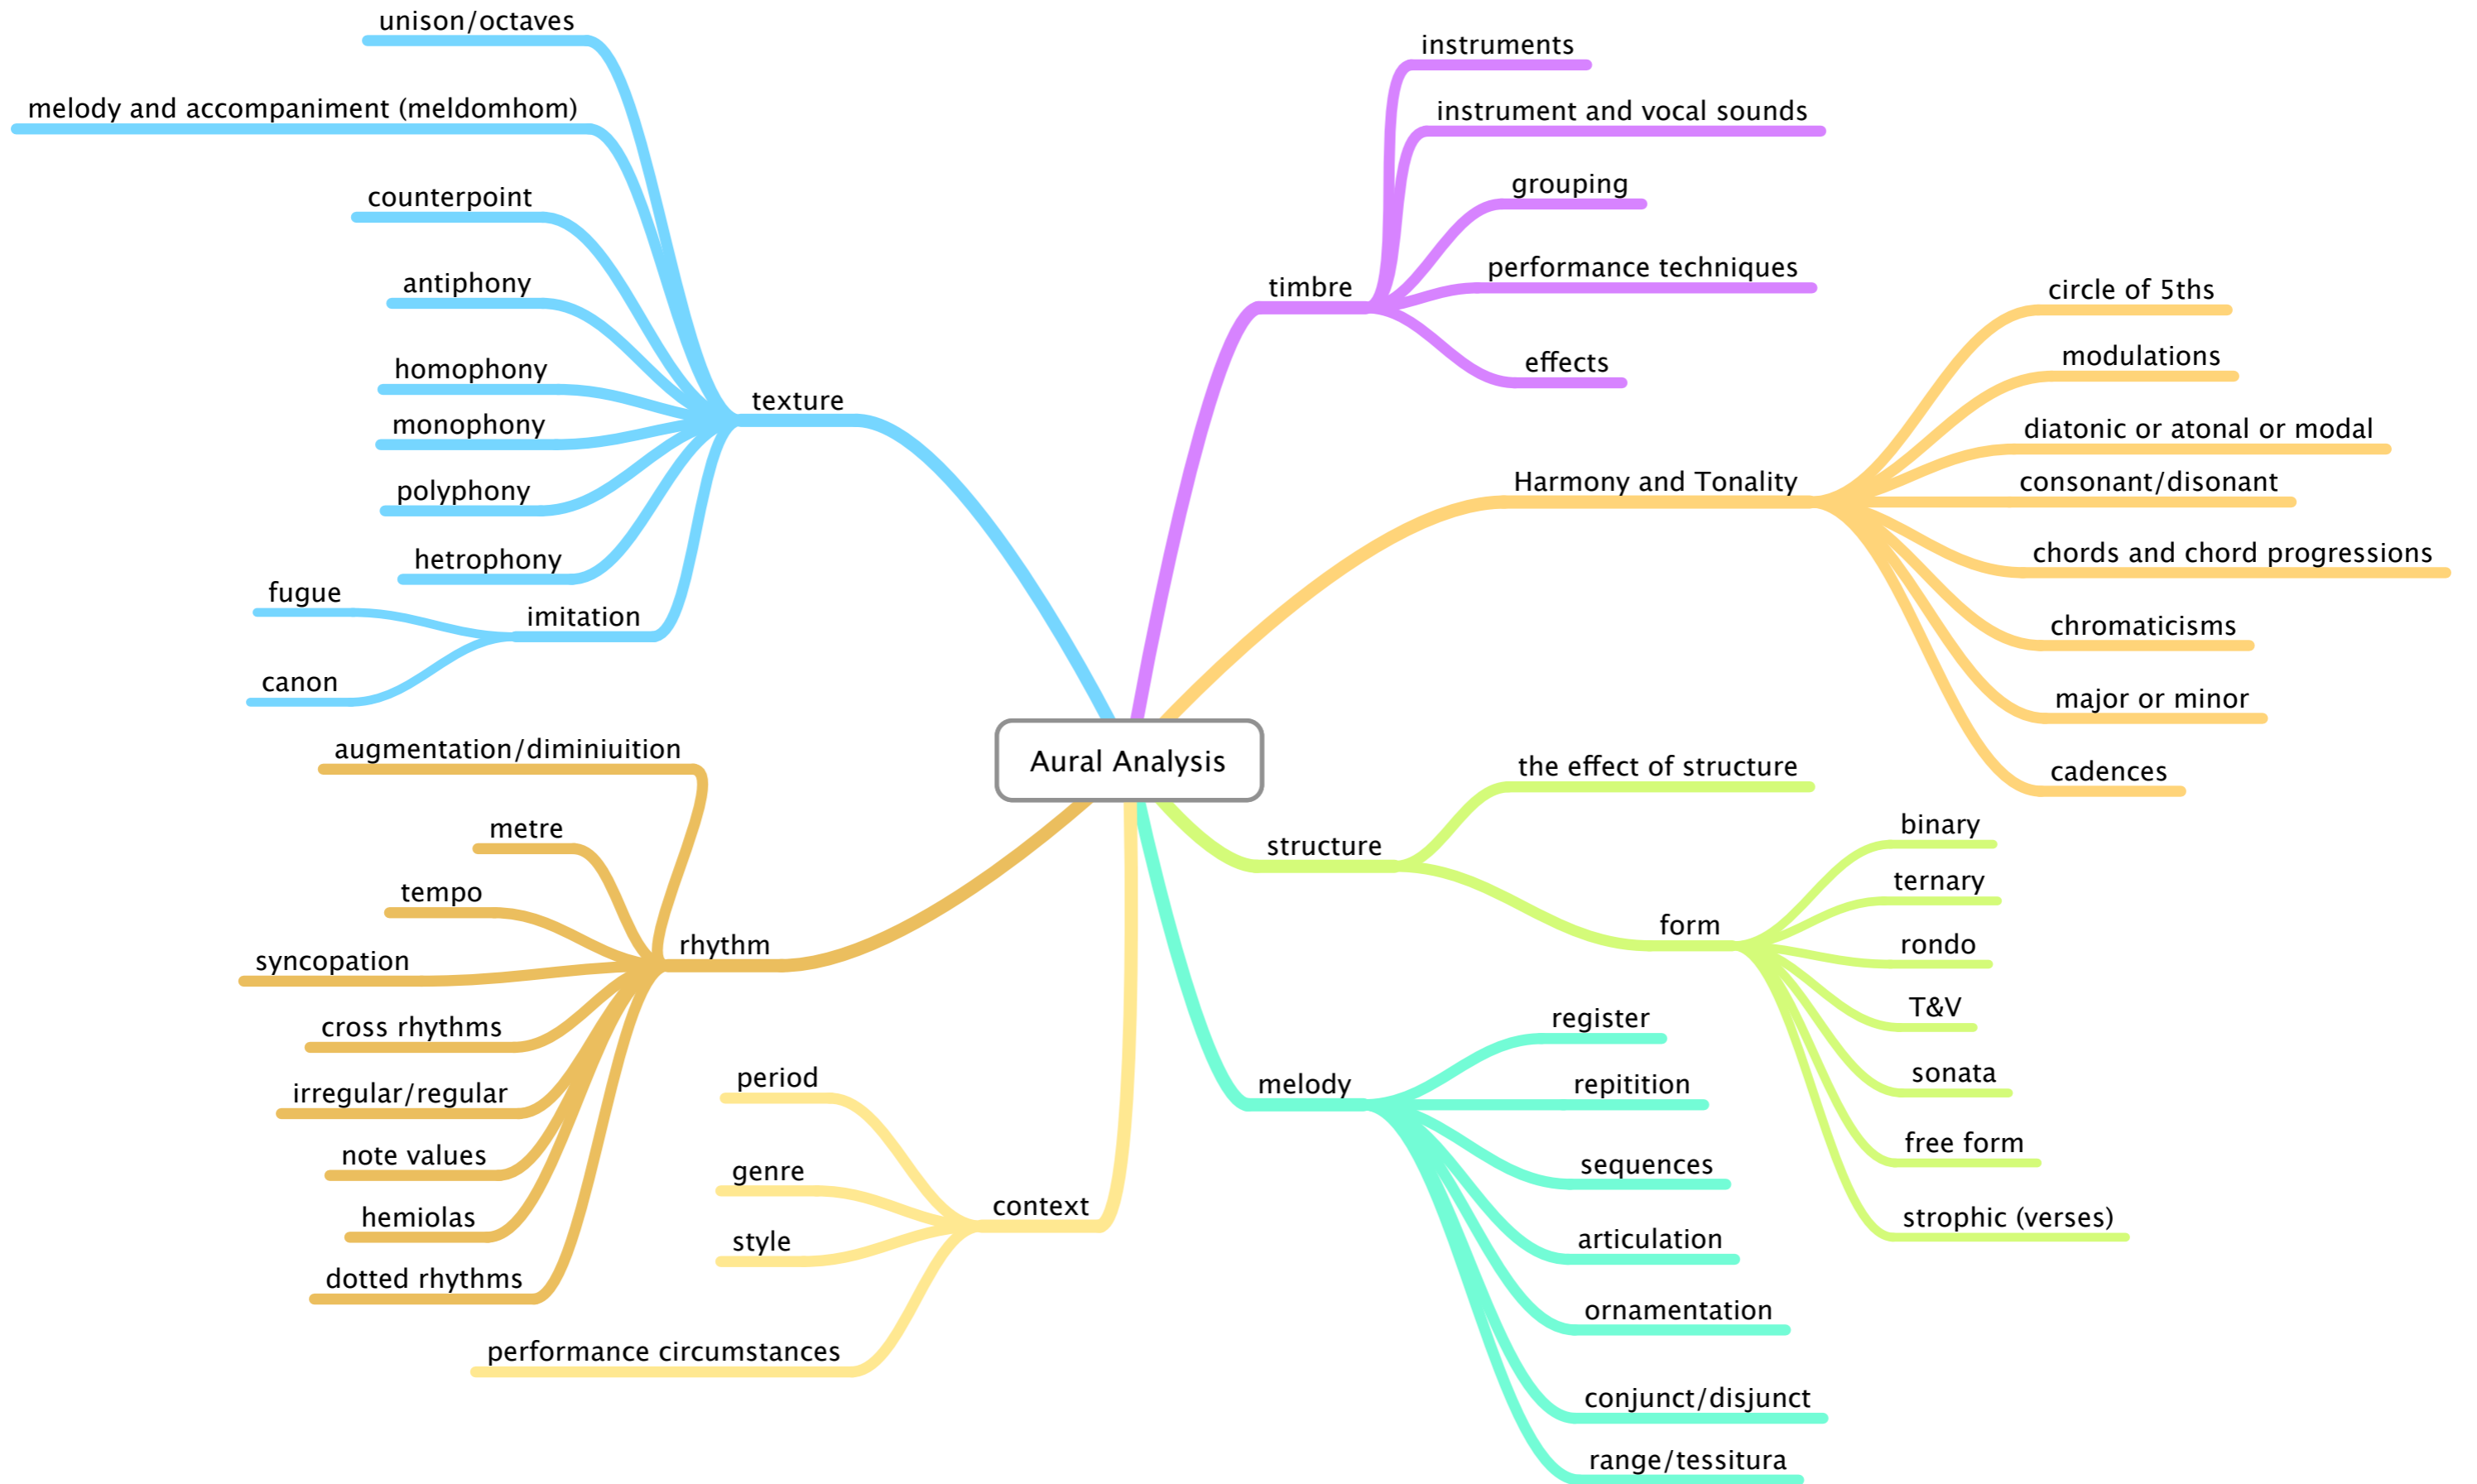 Aural Analysis
texture
unison/octaves
melody and accompaniment (meldomhom)
counterpoint
antiphony
homophony
monophony
polyphony
hetrophony
imitation
fugue
canon
timbre
instruments
instrument and vocal sounds
grouping
performance techniques
effects
Harmony and Tonality
circle of 5ths
modulations
diatonic or atonal or modal
consonant/disonant
chords and chord progressions
chromaticisms
major or minor
cadences
structure
the effect of structure
form
binary
ternary
rondo
T&V
sonata
free form
strophic (verses)
melody
register
repitition
sequences
articulation
ornamentation
conjunct/disjunct
range/tessitura
context
period
genre
style
performance circumstances
rhythm
augmentation/diminiuition
metre
tempo
syncopation
cross rhythms
irregular/regular
note values
hemiolas
dotted rhythms